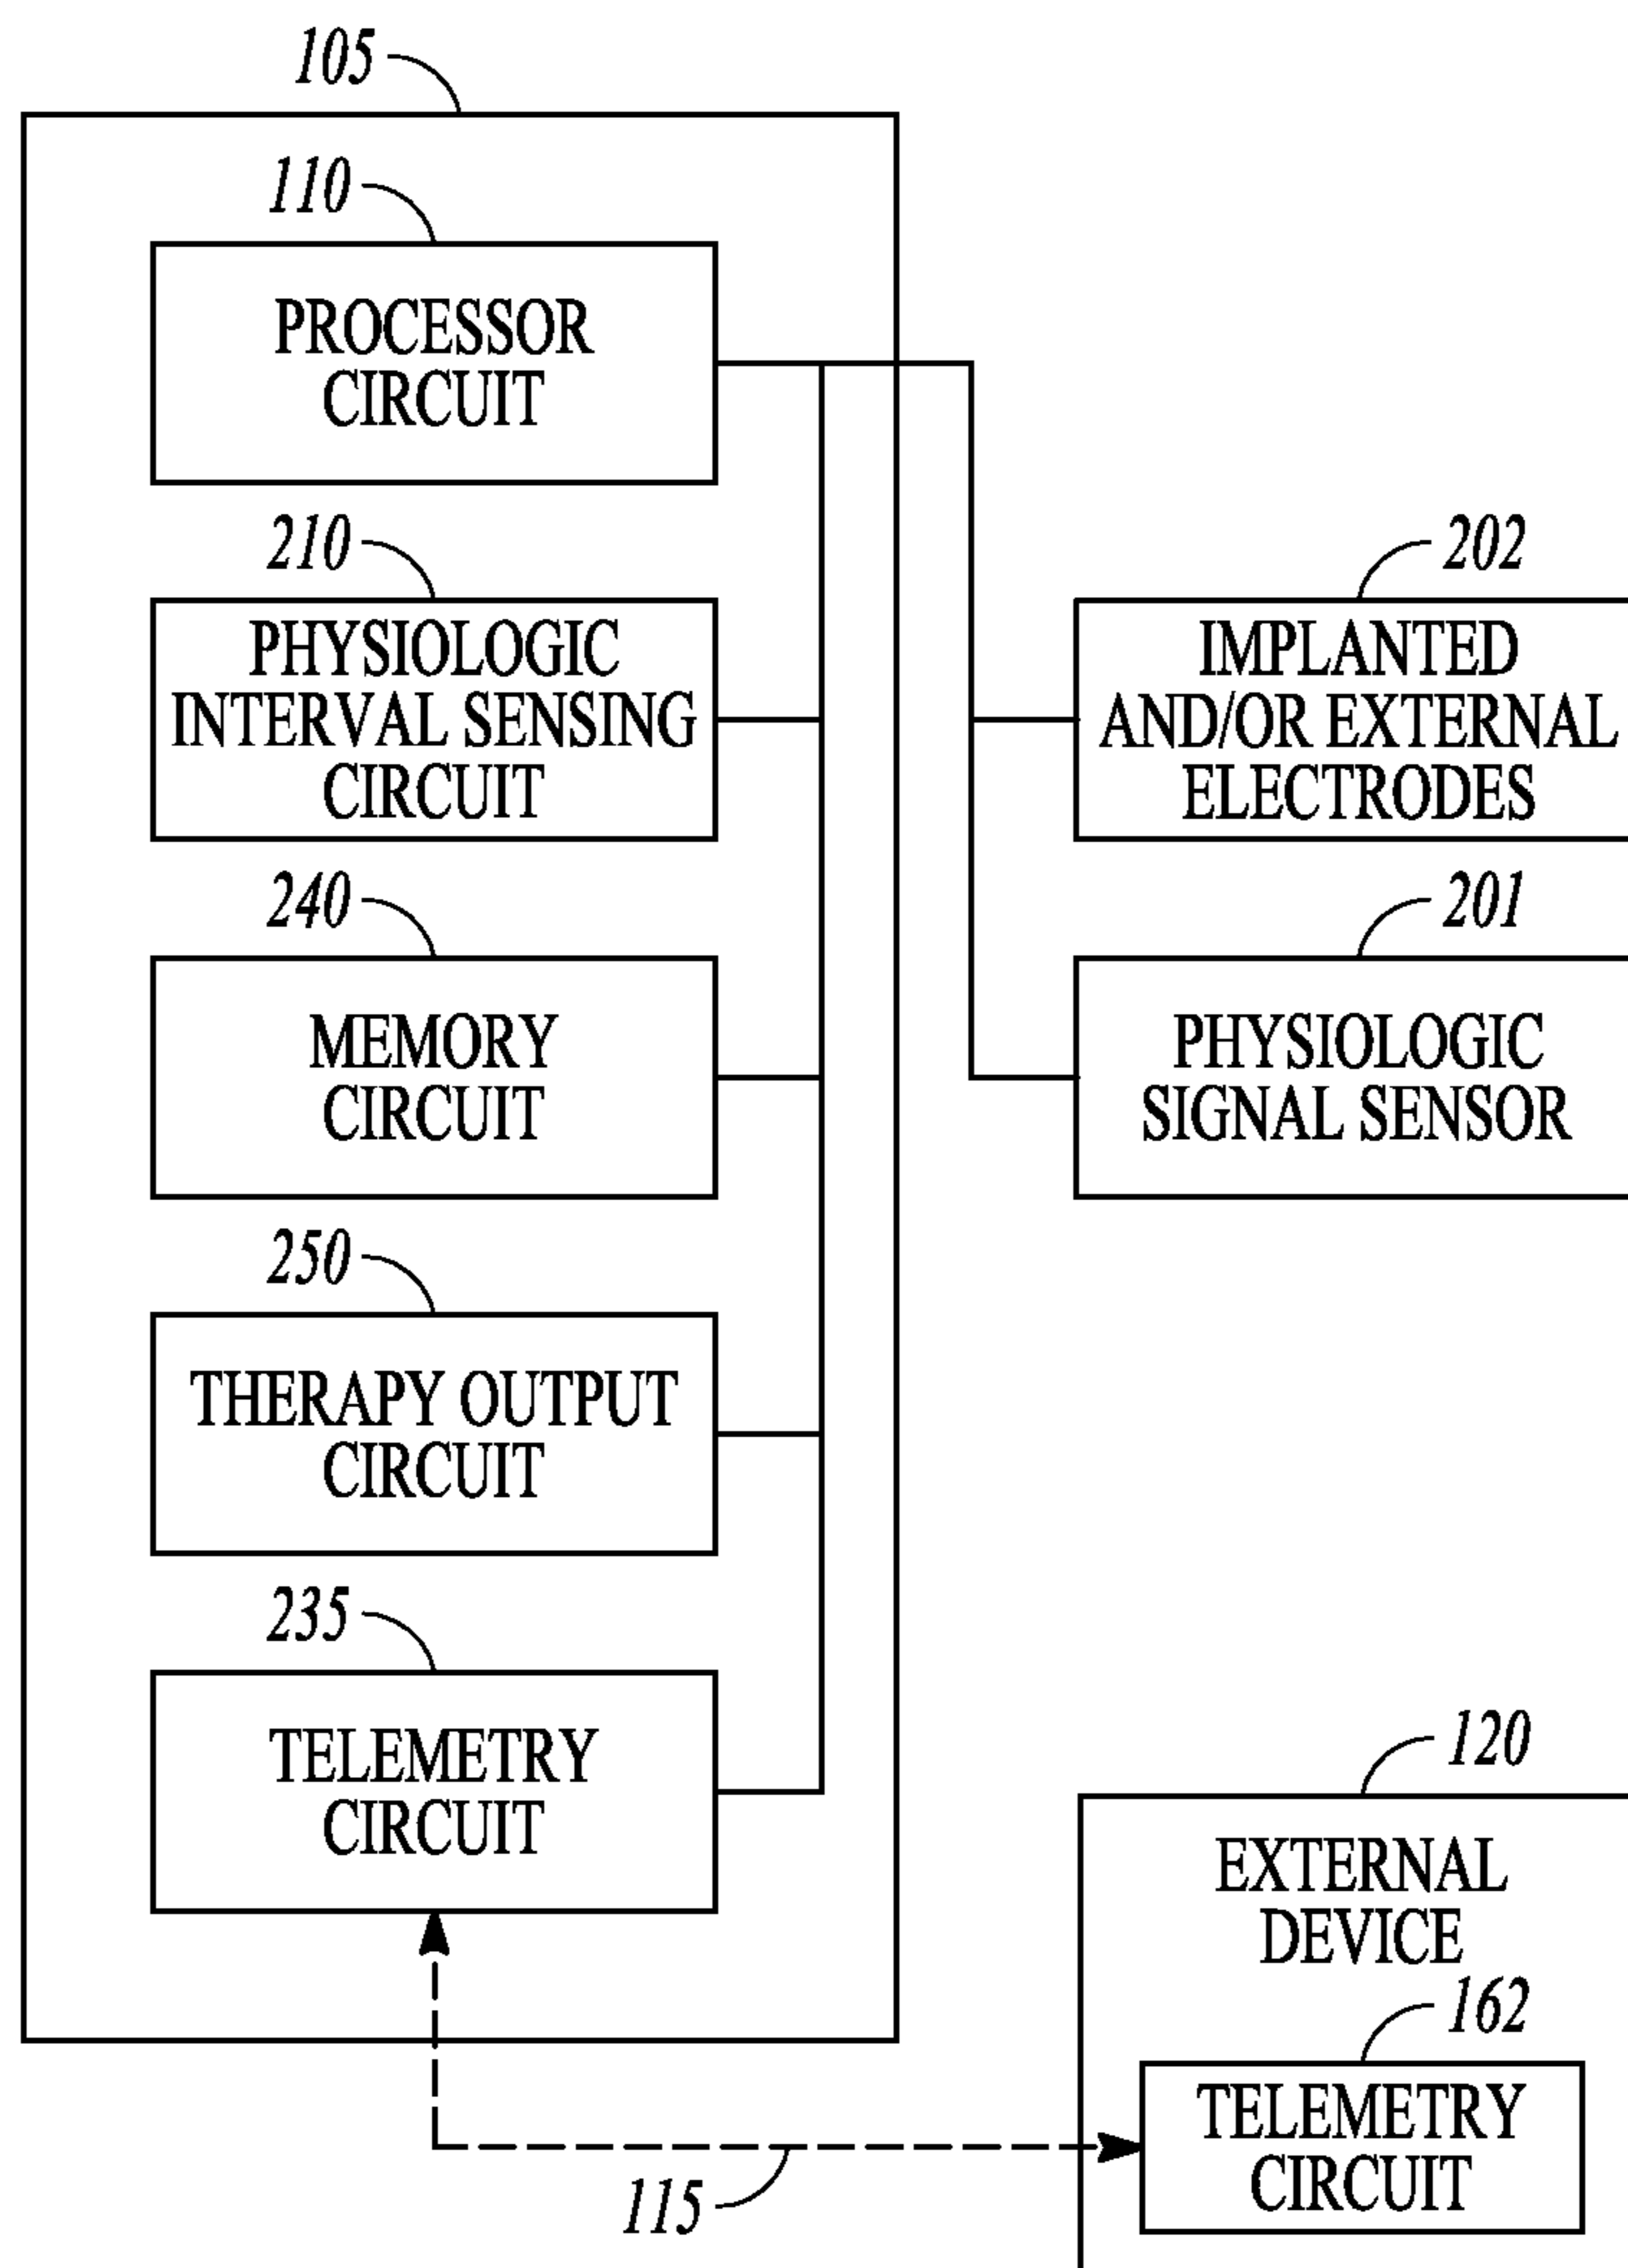 105
110
PROCESSOR
CIRCUIT
210
PHYSIOLOGIC
INTERVAL SENSING
CIRCUIT
202
IMPLANTED
AND/OR EXTERNAL
ELECTRODES
240
MEMORY
CIRCUIT
201
PHYSIOLOGIC
SIGNAL SENSOR
250
THERAPY OUTPUT
CIRCUIT
235
TELEMETRY
CIRCUIT
120
EXTERNAL
DEVICE
162
TELEMETRY
CIRCUIT
115